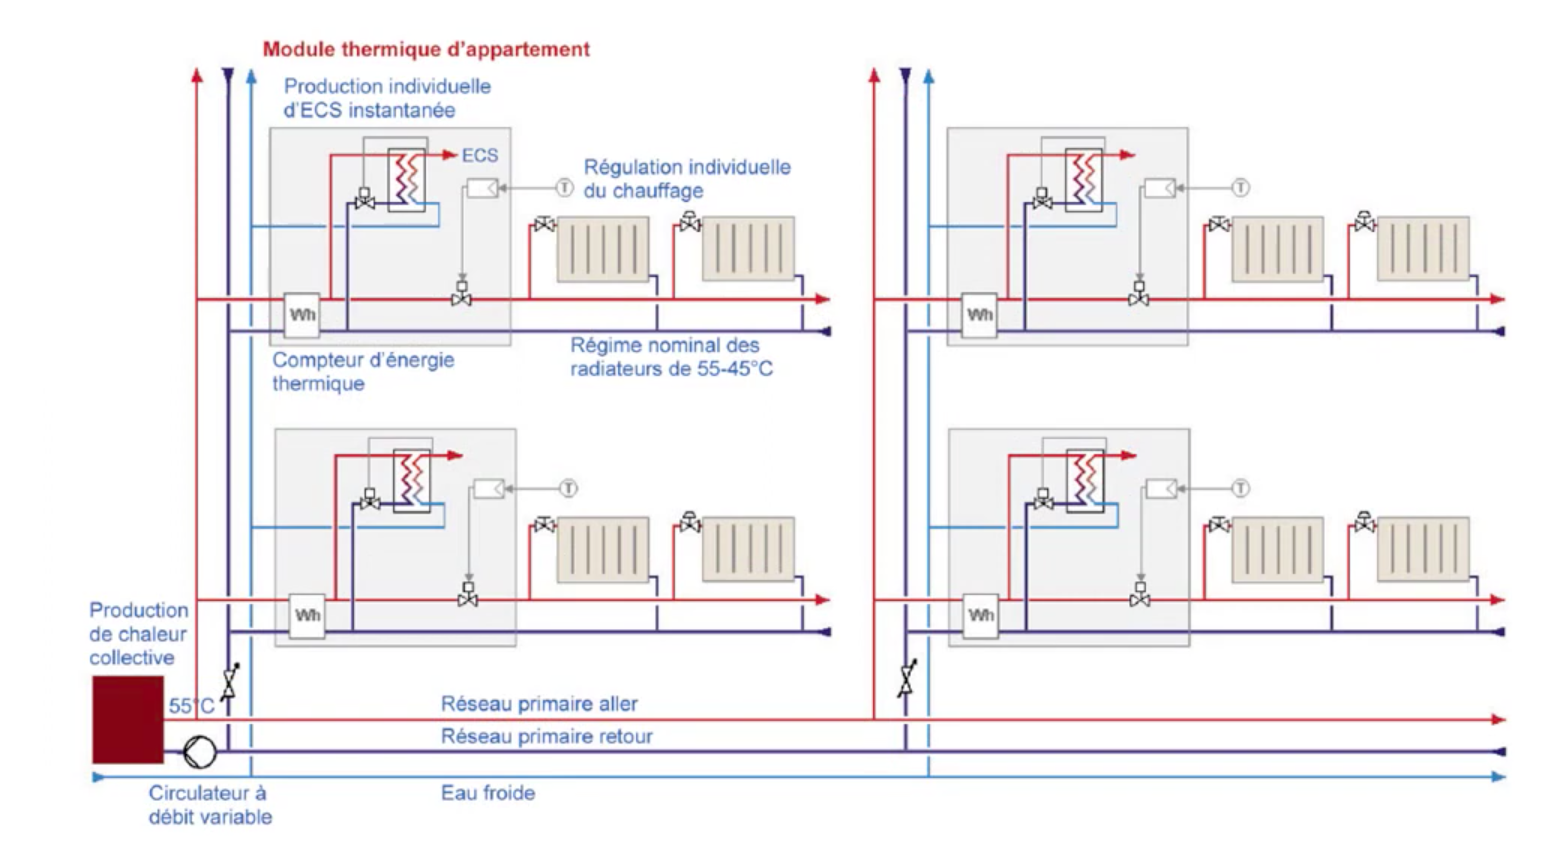 Module thermique d'appartement
Production individuelle
d'ECS instantanée
ECS
Régulation individuelle
du chauffage
T
T
Wh
Wh
Compteur d'énergie
thermique
Régime nominal des
radiateurs de 55-45°C
T
T
Wh
Wh
Production
de chaleur
collective
55°C
Réseau primaire aller
Réseau primaire retour
Circulateur à
débit variable
Eau froide